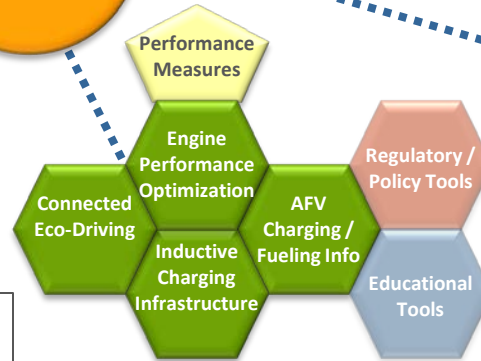 Performance
Measures
Engine
Performance
Optimization
Regulatory /
Policy Tools
Connected
Eco-Driving
AFV
Charging /
Fueling Info
Inductive
Charging
Infrastructure
Educational
Tools